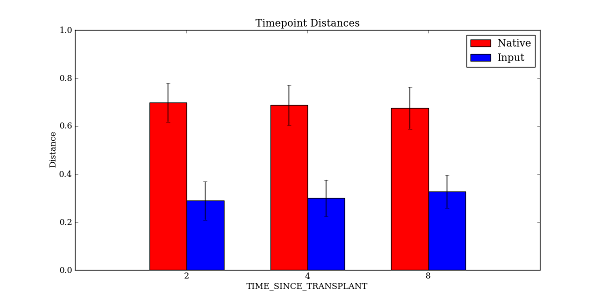 Timepoint Distances
1.0
Native
Input
0.8
0.6
Distance
0.4
0.2
0.0
2 4 8
TIME_SINCE_TRANSPLANT